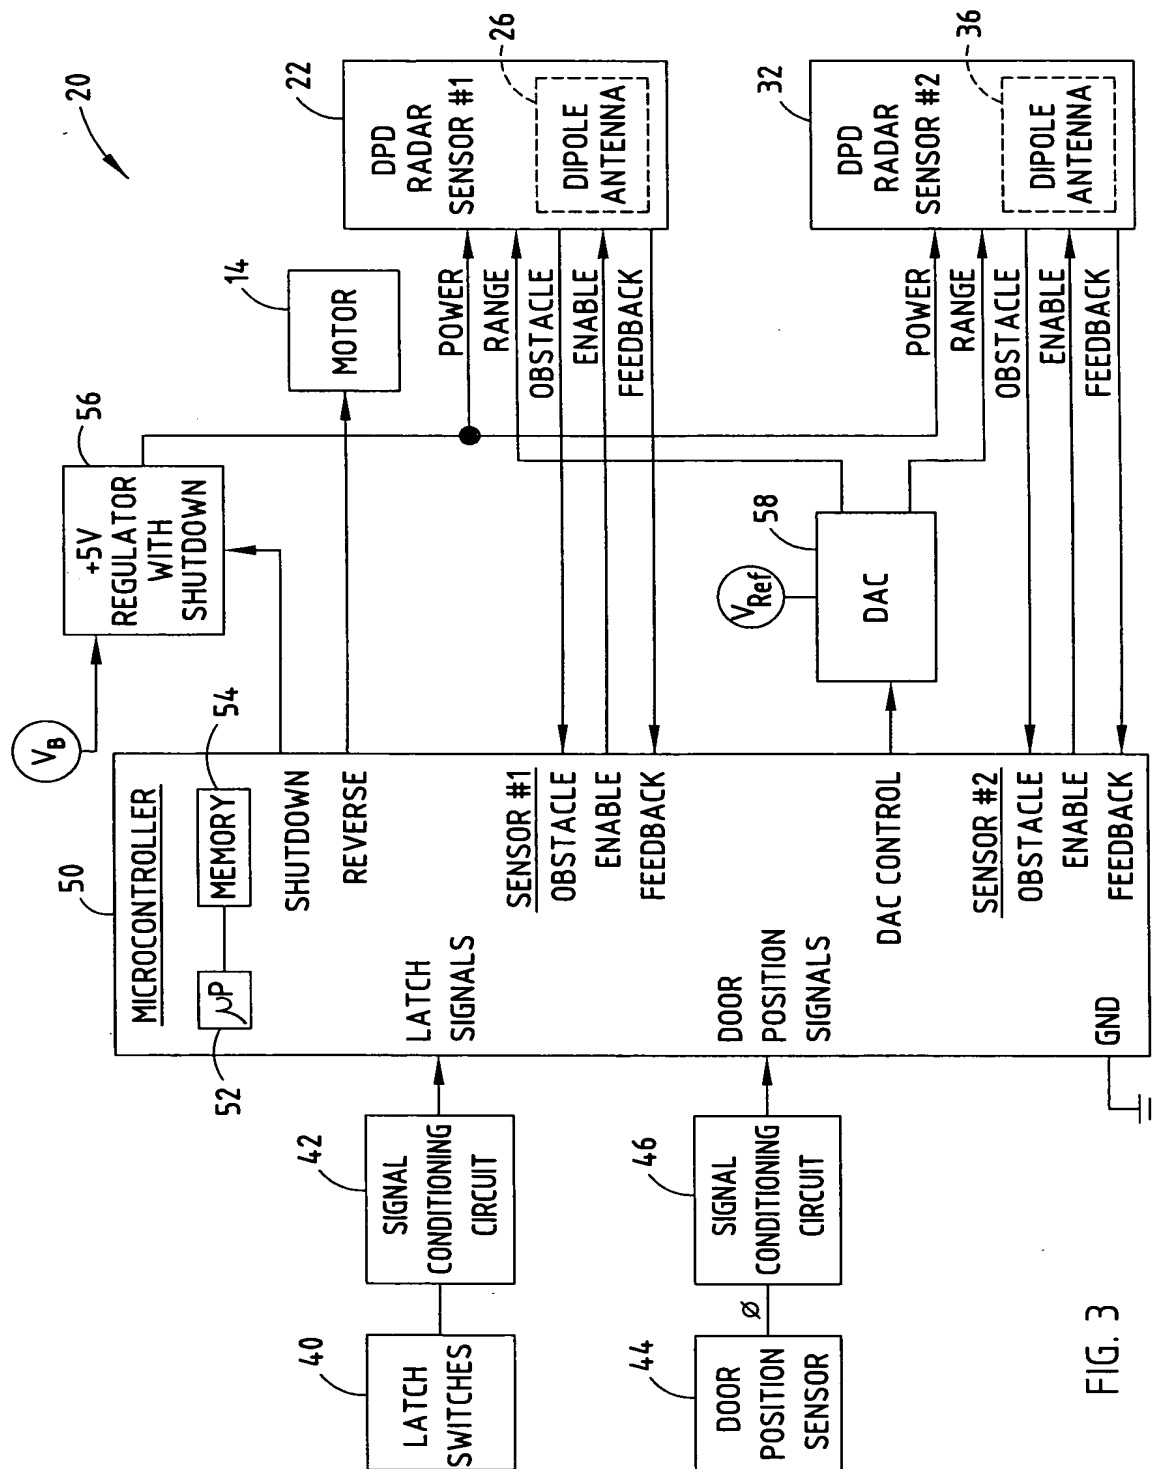 20
V_B
+5V
REGULATOR
WITH
SHUTDOWN
56
MOTOR
14
DPD
RADAR
SENSOR #1
22
DIPOLE
ANTENNA
26
POWER
RANGE
OBSTACLE
ENABLE
FEEDBACK
50
MICROCONTROLLER
µP
52
MEMORY
54
SHUTDOWN
REVERSE
LATCH
SIGNALS
SENSOR #1
OBSTACLE
ENABLE
FEEDBACK
DOOR
POSITION
SIGNALS
DAC CONTROL
SENSOR #2
OBSTACLE
ENABLE
FEEDBACK
GND
40
LATCH
SWITCHES
42
SIGNAL
CONDITIONING
CIRCUIT
44
DOOR
POSITION
SENSOR
ø
46
SIGNAL
CONDITIONING
CIRCUIT
V_Ref
DAC
58
POWER
RANGE
OBSTACLE
ENABLE
FEEDBACK
DPD
RADAR
SENSOR #2
32
DIPOLE
ANTENNA
36
FIG. 3